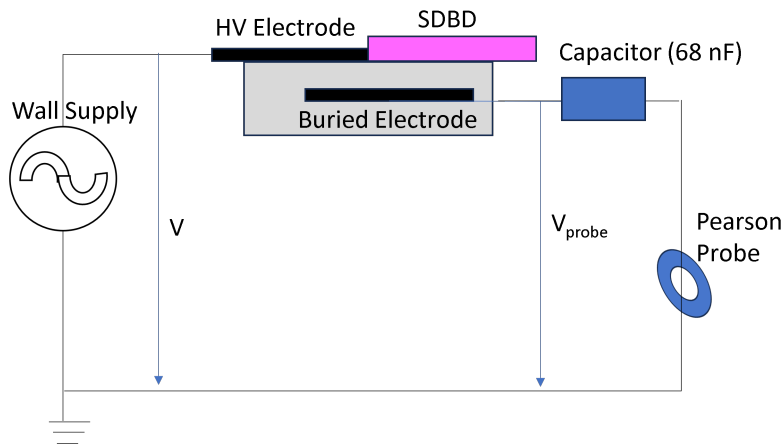 HV Electrode
SDBD
Capacitor (68 nF)
Wall Supply
Buried Electrode
V
Vprobe
Pearson
Probe